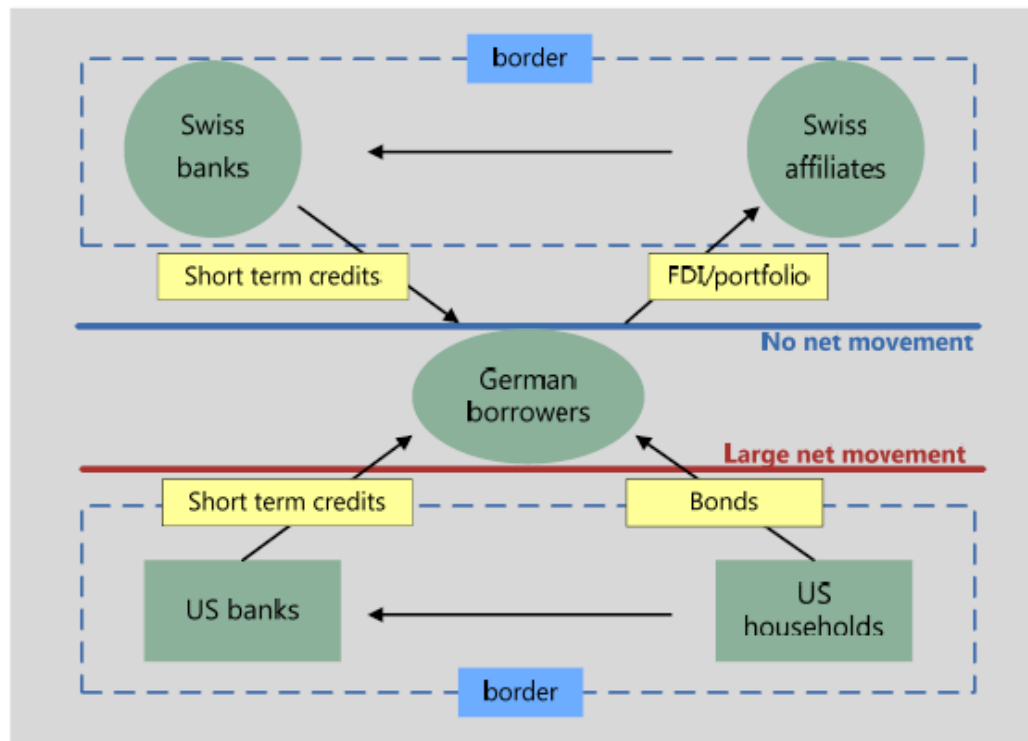 border
Swiss
banks
Swiss
affiliates
Short term credits
FDI/portfolio
No net movement
German
borrowers
Large net movement
Short term credits
Bonds
US banks
US
households
border